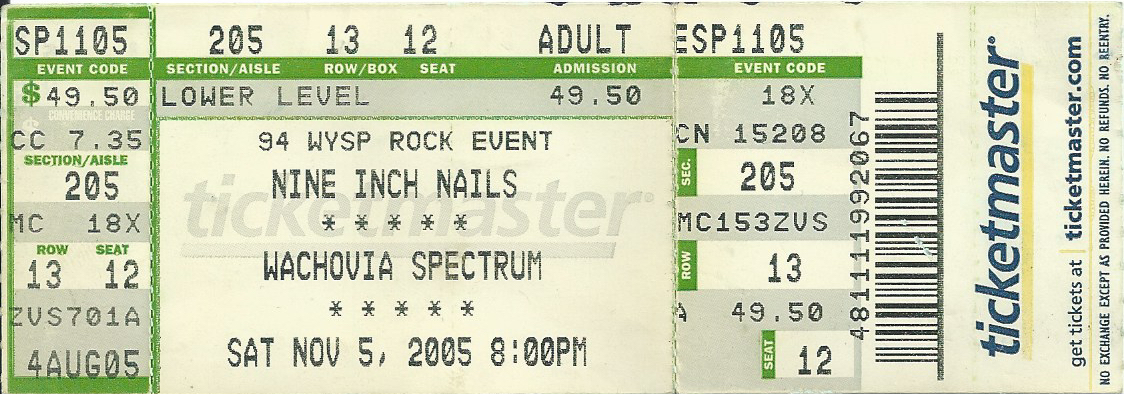 SP1105
EVENT CODE
$ 49.50
CONVENIENCE CHARGE
CC 7.35
SECTION/AISLE
205
MC 18X
ROW SEAT
13 12
ZVS701A
4AUG05
205 13 12 ADULT
SECTION/AISLE ROW/BOX SEAT ADMISSION
LOWER LEVEL 49.50
94 WYSP ROCK EVENT
NINE INCH NAILS
* * * * *
WACHOVIA SPECTRUM
* * * * *
SAT NOV 5, 2005 8:00PM
ticketmaster
ESP1105
EVENT CODE
18X
CN 15208
SEC. 205
MC153ZVS
ROW 13
A 49.50
SEAT 12
481111992067
ticketmaster
get tickets at ticketmaster.com
NO EXCHANGE EXCEPT AS PROVIDED HEREIN. NO REFUNDS. NO REENTRY.